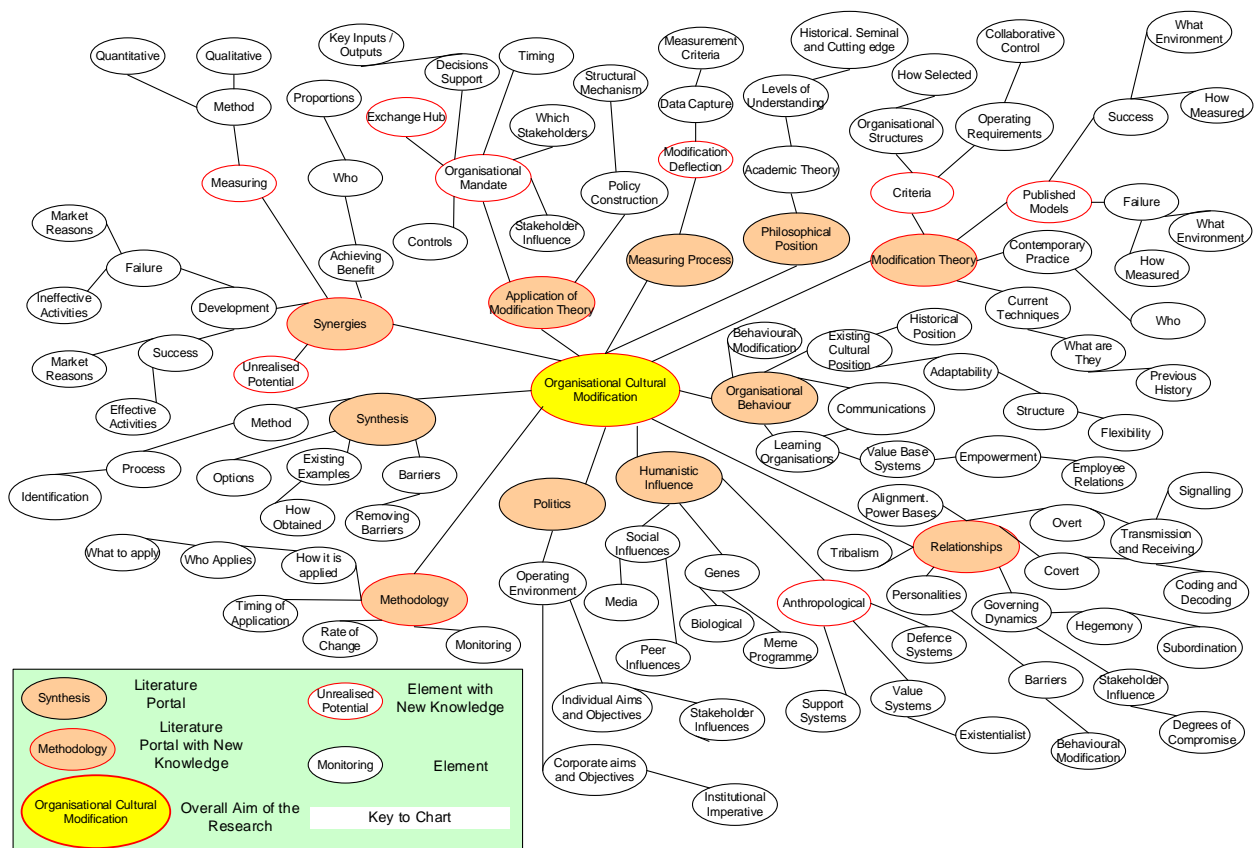 Quantitative
Qualitative
Method
Measuring
Key Inputs /
Outputs
Decisions
Support
Timing
Proportions
Exchange Hub
Structural
Mechanism
Which
Stakeholders
Who
Organisational
Mandate
Policy
Construction
Controls
Stakeholder
Influence
Achieving
Benefit
Measurement
Criteria
Data Capture
Modification
Deflection
Measuring Process
Historical. Seminal
and Cutting edge
Levels of
Understanding
Academic Theory
Philosophical
Position
How Selected
Organisational
Structures
Collaborative
Control
Operating
Requirements
Criteria
What
Environment
Success
How
Measured
Published
Models
Failure
What
Environment
How
Measured
Modification Theory
Contemporary
Practice
Who
Current
Techniques
What are
They
Previous
History
Market
Reasons
Failure
Ineffective
Activities
Development
Synergies
Market
Reasons
Success
Effective
Activities
Unrealised
Potential
Application of
Modification Theory
Organisational Cultural
Modification
Behavioural
Modification
Existing
Cultural
Position
Historical
Position
Organisational
Behaviour
Adaptability
Communications
Structure
Flexibility
Learning
Organisations
Value Base
Systems
Empowerment
Employee
Relations
Synthesis
Method
Process
Identification
Options
Existing
Examples
How
Obtained
Barriers
Removing
Barriers
What to apply
Who Applies
How it is
applied
Timing of
Application
Methodology
Rate of
Change
Monitoring
Politics
Operating
Environment
Individual Aims
and Objectives
Stakeholder
Influences
Corporate aims
and Objectives
Institutional
Imperative
Humanistic
Influence
Social
Influences
Media
Peer
Influences
Genes
Biological
Meme
Programme
Anthropological
Defence
Systems
Support
Systems
Value
Systems
Existentialist
Alignment.
Power Bases
Tribalism
Relationships
Overt
Signalling
Transmission
and Receiving
Covert
Coding and
Decoding
Personalities
Governing
Dynamics
Hegemony
Subordination
Barriers
Stakeholder
Influence
Degrees of
Compromise
Behavioural
Modification
Synthesis
Literature
Portal
Unrealised
Potential
Element with
New Knowledge
Methodology
Literature
Portal with New
Knowledge
Monitoring
Element
Organisational Cultural
Modification
Overall Aim of the
Research
Key to Chart